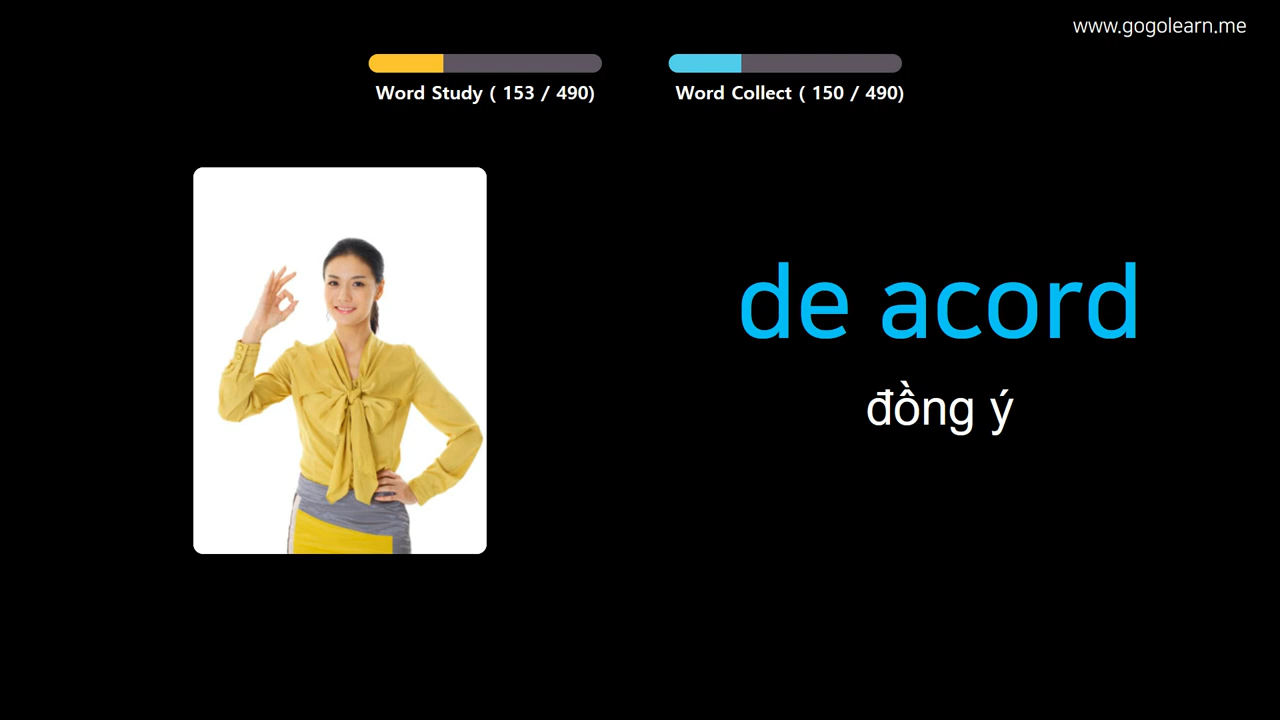 www.gogolearn.me
Word Study ( 153 / 490)
Word Collect ( 150 / 490)
de acord
đồng ý